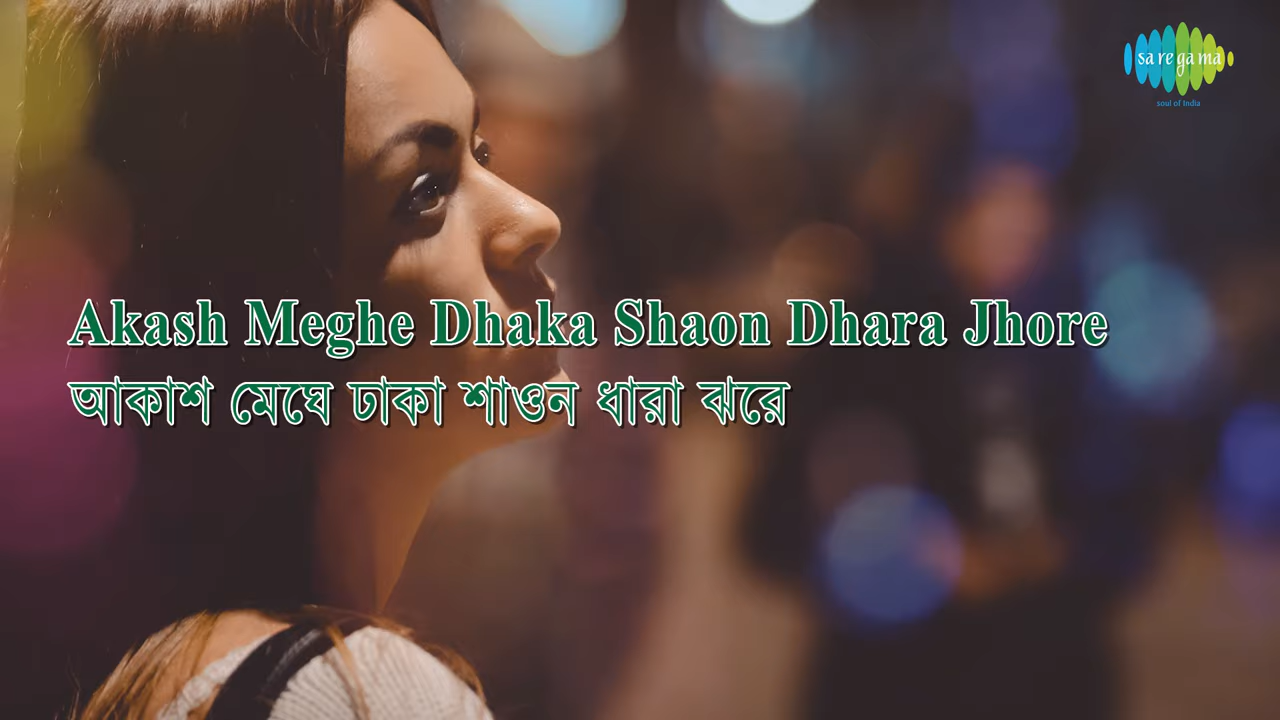 sa re ga ma
soul of India
Akash Meghe Dhaka Shaon Dhara Jhore
আকাশ মেঘে ঢাকা শাওন ধারা ঝরে